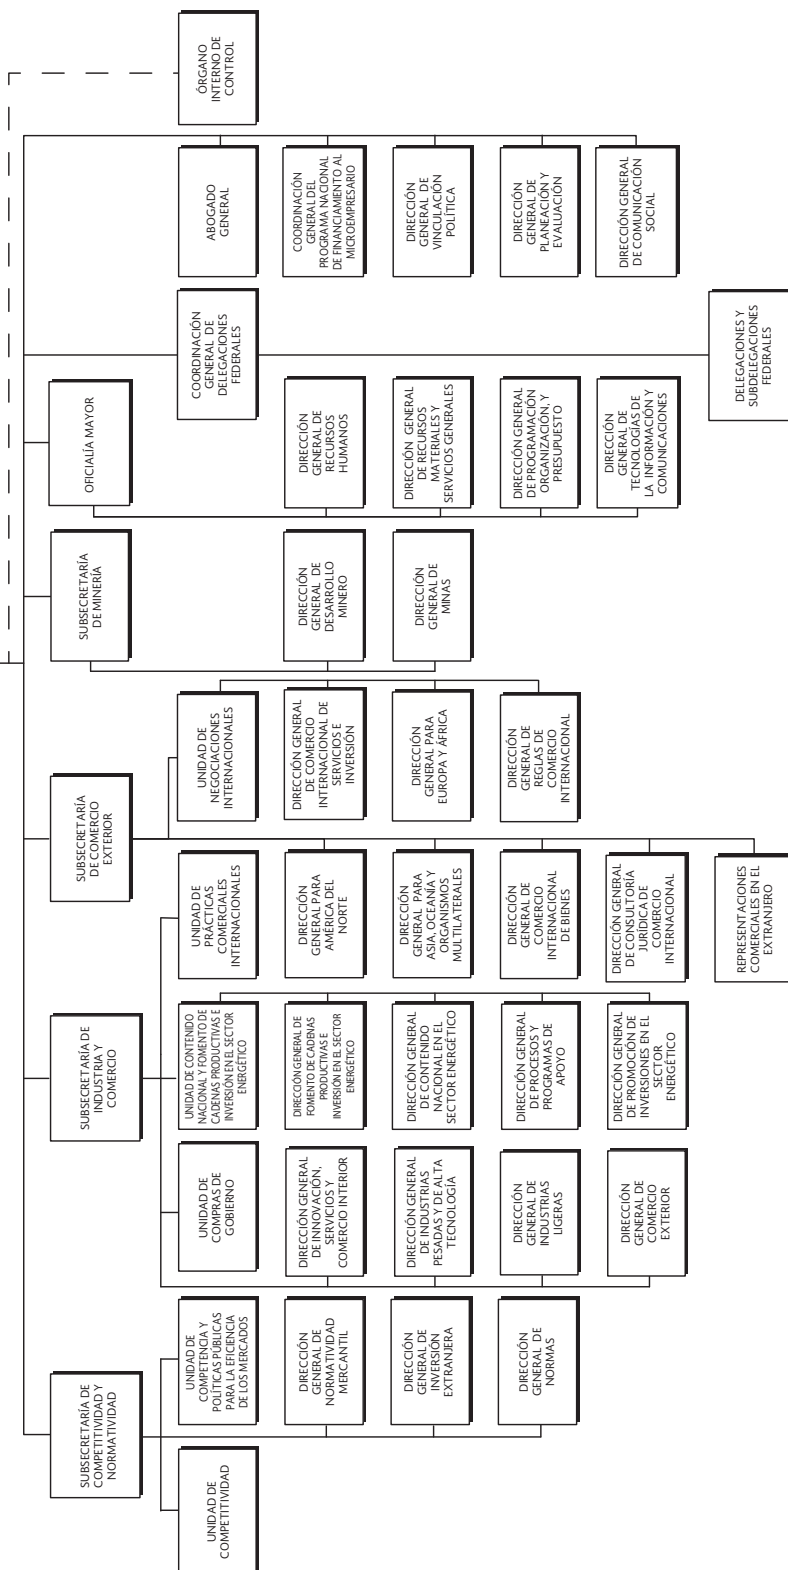 SUBSECRETARÍA DE
COMPETITIVIDAD Y
NORMATIVIDAD
SUBSECRETARÍA DE
INDUSTRIA Y
COMERCIO
SUBSECRETARÍA
DE COMERCIO
EXTERIOR
SUBSECRETARÍA
DE MINERÍA
OFICIALÍA MAYOR
UNIDAD DE
COMPETITIVIDAD
UNIDAD DE
COMPETENCIA Y
POLÍTICAS PÚBLICAS
PARA LA EFICIENCIA
DE LOS MERCADOS
UNIDAD DE
COMPRAS DE
GOBIERNO
UNIDAD DE CONTENIDO
NACIONAL Y FOMENTO DE
CADENAS PRODUCTIVAS E
INVERSIÓN EN EL SECTOR
ENERGÉTICO
UNIDAD DE
PRÁCTICAS
COMERCIALES
INTERNACIONALES
UNIDAD DE
NEGOCIACIONES
INTERNACIONALES
COORDINACIÓN
GENERAL DE
DELEGACIONES
FEDERALES
ABOGADO
GENERAL
ÓRGANO
INTERNO DE
CONTROL
DIRECCIÓN
GENERAL DE
NORMATIVIDAD
MERCANTIL
DIRECCIÓN GENERAL
DE INNOVACIÓN,
SERVICIOS Y
COMERCIO INTERIOR
DIRECCIÓN GENERAL DE
FOMENTO DE CADENAS
PRODUCTIVAS E
INVERSIÓN EN EL SECTOR
ENERGÉTICO
DIRECCIÓN
GENERAL PARA
AMÉRICA DEL
NORTE
DIRECCIÓN GENERAL
DE COMERCIO
INTERNACIONAL DE
SERVICIOS E
INVERSIÓN
DIRECCIÓN
GENERAL DE
DESARROLLO
MINERO
DIRECCIÓN
GENERAL DE
RECURSOS
HUMANOS
COORDINACIÓN
GENERAL DEL
PROGRAMA NACIONAL
DE FINANCIAMIENTO AL
MICROEMPRESARIO
DIRECCIÓN
GENERAL DE
INVERSIÓN
EXTRANJERA
DIRECCIÓN GENERAL
DE INDUSTRIAS
PESADAS Y DE ALTA
TECNOLOGÍA
DIRECCIÓN GENERAL
DE CONTENIDO
NACIONAL EN EL
SECTOR ENERGÉTICO
DIRECCIÓN
GENERAL PARA
ASIA, OCEANÍA Y
ORGANISMOS
MULTILATERALES
DIRECCIÓN
GENERAL PARA
EUROPA Y ÁFRICA
DIRECCIÓN
GENERAL DE
MINAS
DIRECCIÓN GENERAL
DE RECURSOS
MATERIALES Y
SERVICIOS GENERALES
DIRECCIÓN
GENERAL DE
VINCULACIÓN
POLÍTICA
DIRECCIÓN
GENERAL DE
NORMAS
DIRECCIÓN
GENERAL DE
INDUSTRIAS
LIGERAS
DIRECCIÓN GENERAL
DE PROCESOS Y
PROGRAMAS DE
APOYO
DIRECCIÓN
GENERAL DE
COMERCIO
INTERNACIONAL
DE BIENES
DIRECCIÓN
GENERAL DE
REGLAS DE
COMERCIO
INTERNACIONAL
DIRECCIÓN GENERAL
DE PROGRAMACIÓN
ORGANIZACIÓN, Y
PRESUPUESTO
DIRECCIÓN
GENERAL DE
PLANEACIÓN Y
EVALUACIÓN
DIRECCIÓN
GENERAL DE
COMERCIO
EXTERIOR
DIRECCIÓN GENERAL
DE PROMOCIÓN DE
INVERSIONES EN EL
SECTOR
ENERGÉTICO
DIRECCIÓN GENERAL
DE CONSULTORÍA
JURÍDICA DE
COMERCIO
INTERNACIONAL
DIRECCIÓN
GENERAL DE
TECNOLOGÍAS DE
LA INFORMACIÓN Y
COMUNICACIONES
DIRECCIÓN GENERAL
DE COMUNICACIÓN
SOCIAL
REPRESENTACIONES
COMERCIALES EN EL
EXTRANJERO
DELEGACIONES Y
SUBDELEGACIONES
FEDERALES